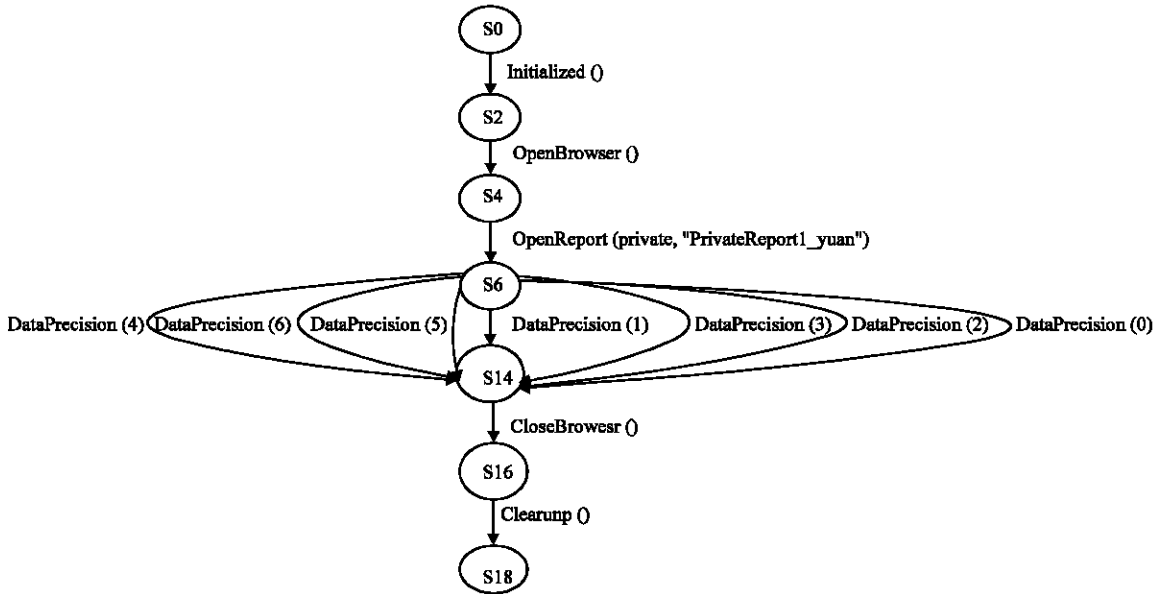 S0
Initialized ()
S2
OpenBrowser ()
S4
OpenReport (private, "PrivateReport1_yuan")
S6
DataPrecision (4) DataPrecision (6) DataPrecision (5) DataPrecision (1) DataPrecision (3) DataPrecision (2) DataPrecision (0)
S14
CloseBrowesr ()
S16
Clearunp ()
S18